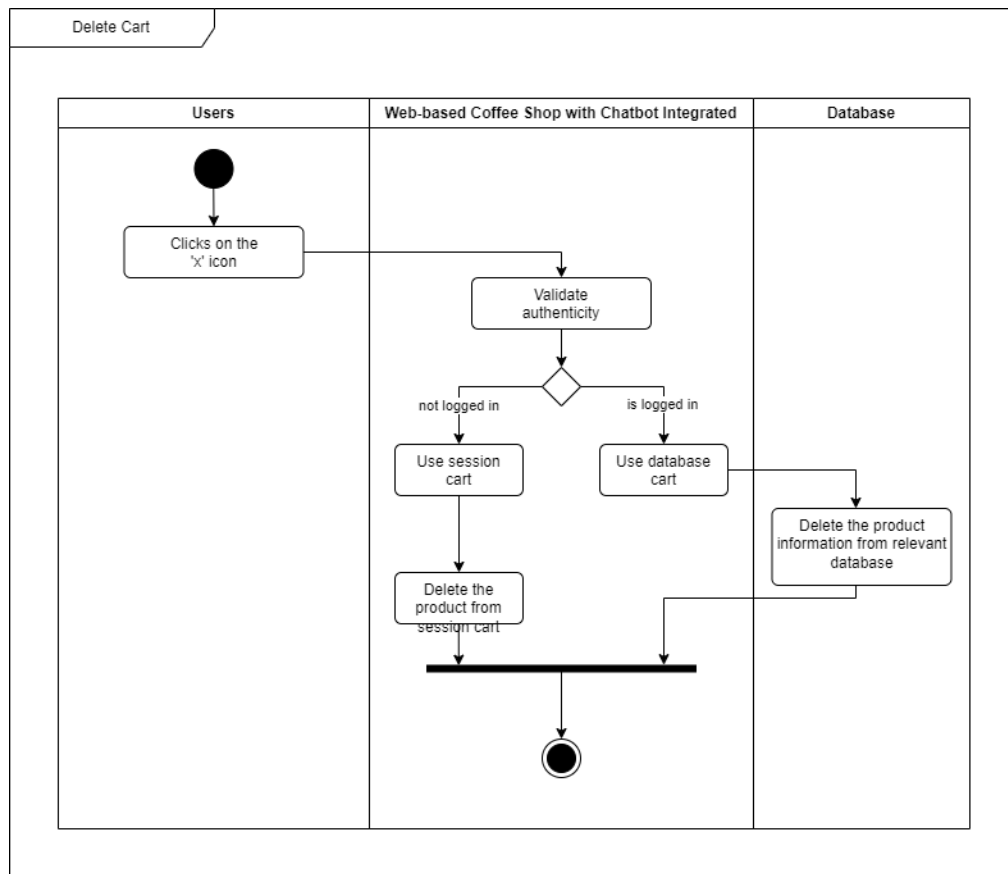 Delete Cart
Users
Web-based Coffee Shop with Chatbot Integrated
Database
Clicks on the
'x' icon
Validate
authenticity
not logged in
is logged in
Use session
cart
Use database
cart
Delete the product
information from relevant
database
Delete the
product from
session cart